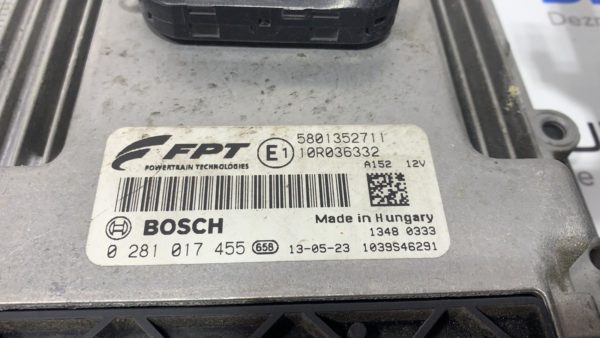 Dezm
FPT
POWERTRAIN TECHNOLOGIES
E1
5801352711
10R036332
A152 12V
BOSCH
Made in Hungary
1348 0333
0 281 017 455 658 13-05-23 1039S46291